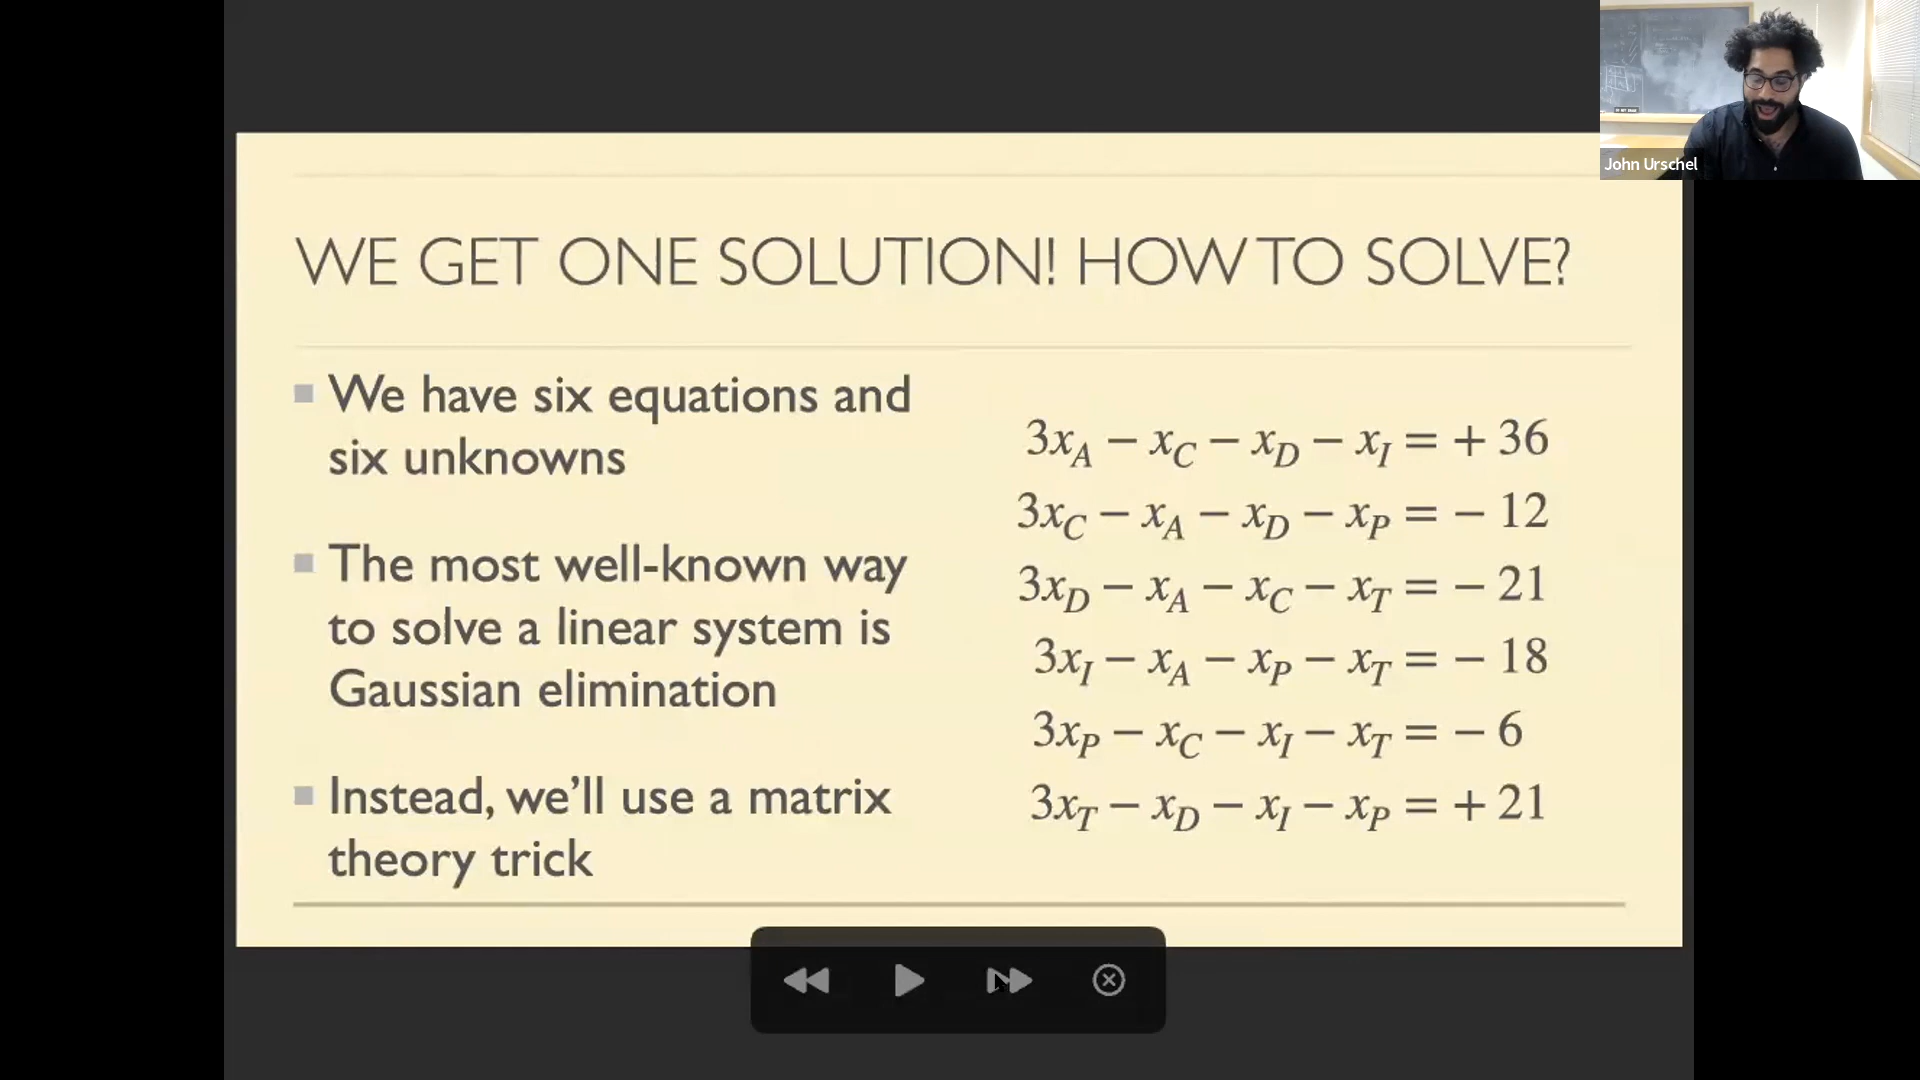 John Urschel
WE GET ONE SOLUTION! HOW TO SOLVE?
We have six equations and
six unknowns
The most well-known way
to solve a linear system is
Gaussian elimination
Instead, we'll use a matrix
theory trick
3x_A − x_C − x_D − x_I = + 36
3x_C − x_A − x_D − x_P = − 12
3x_D − x_A − x_C − x_T = − 21
3x_I − x_A − x_P − x_T = − 18
3x_P − x_C − x_I − x_T = − 6
3x_T − x_D − x_I − x_P = + 21